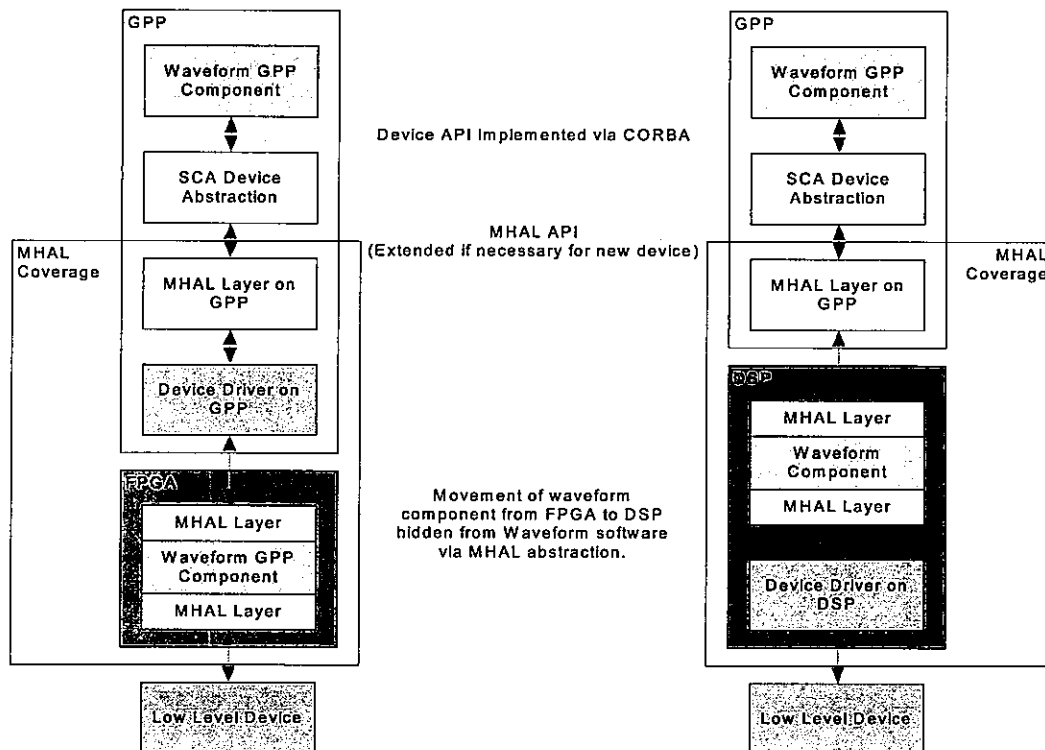 GPP
Waveform GPP
Component
SCA Device
Abstraction
MHAL
Coverage
MHAL Layer on
GPP
Device Driver on
GPP
FPGA
MHAL Layer
Waveform GPP
Component
MHAL Layer
Low Level Device
Device API Implemented via CORBA
MHAL API
(Extended if necessary for new device)
Movement of waveform
component from FPGA to DSP
hidden from Waveform software
via MHAL abstraction.
GPP
Waveform GPP
Component
SCA Device
Abstraction
MHAL
Coverage
MHAL Layer on
GPP
DSP
MHAL Layer
Waveform
Component
MHAL Layer
Device Driver on
DSP
Low Level Device